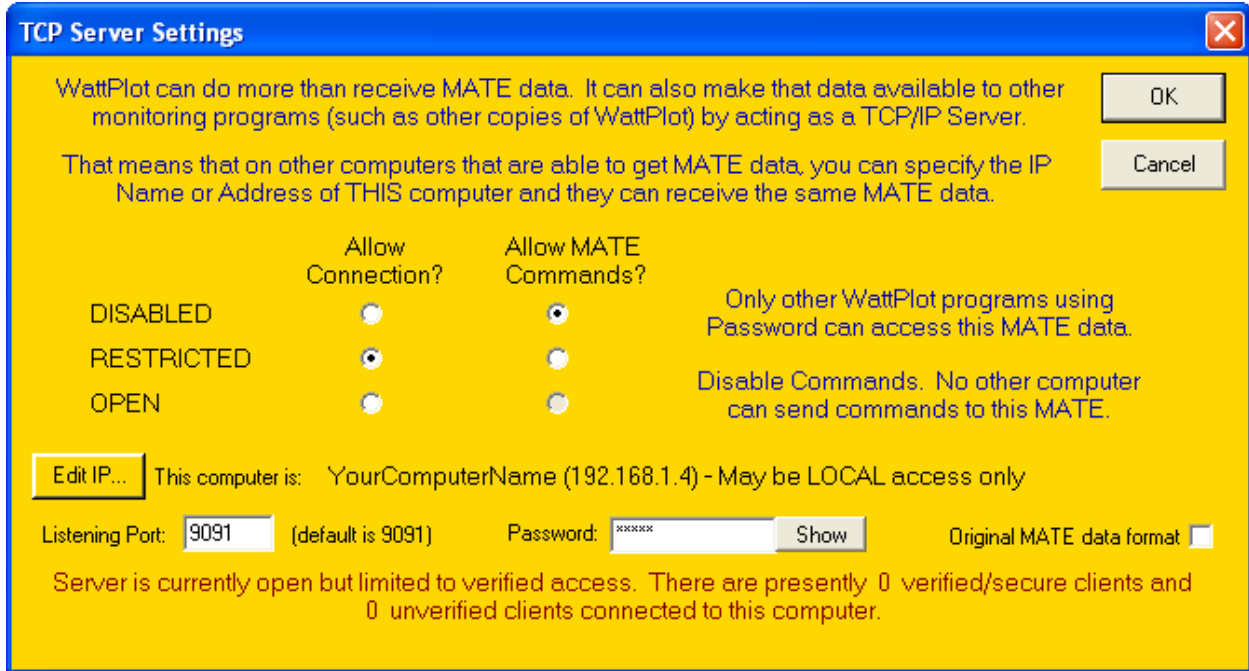 TCP Server Settings
WattPlot can do more than receive MATE data. It can also make that data available to other
monitoring programs (such as other copies of WattPlot) by acting as a TCP/IP Server.
OK
That means that on other computers that are able to get MATE data, you can specify the IP
Name or Address of THIS computer and they can receive the same MATE data.
Cancel
Allow
Connection?
Allow MATE
Commands?
DISABLED
RESTRICTED
OPEN
Only other WattPlot programs using
Password can access this MATE data.
Disable Commands. No other computer
can send commands to this MATE.
Edit IP... This computer is: YourComputerName (192.168.1.4) - May be LOCAL access only
Listening Port: 9091 (default is 9091) Password: ***** Show Original MATE data format
Server is currently open but limited to verified access. There are presently 0 verified/secure clients and
0 unverified clients connected to this computer.